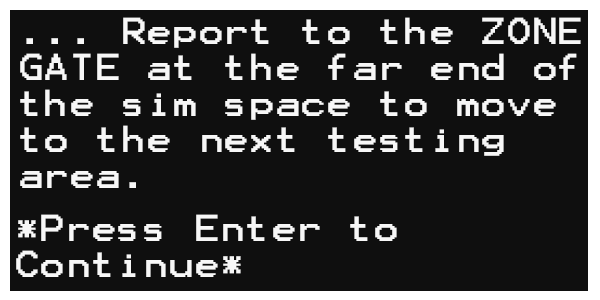 ... Report to the ZONE
GATE at the far end of
the sim space to move
to the next testing
area.
*Press Enter to
Continue*